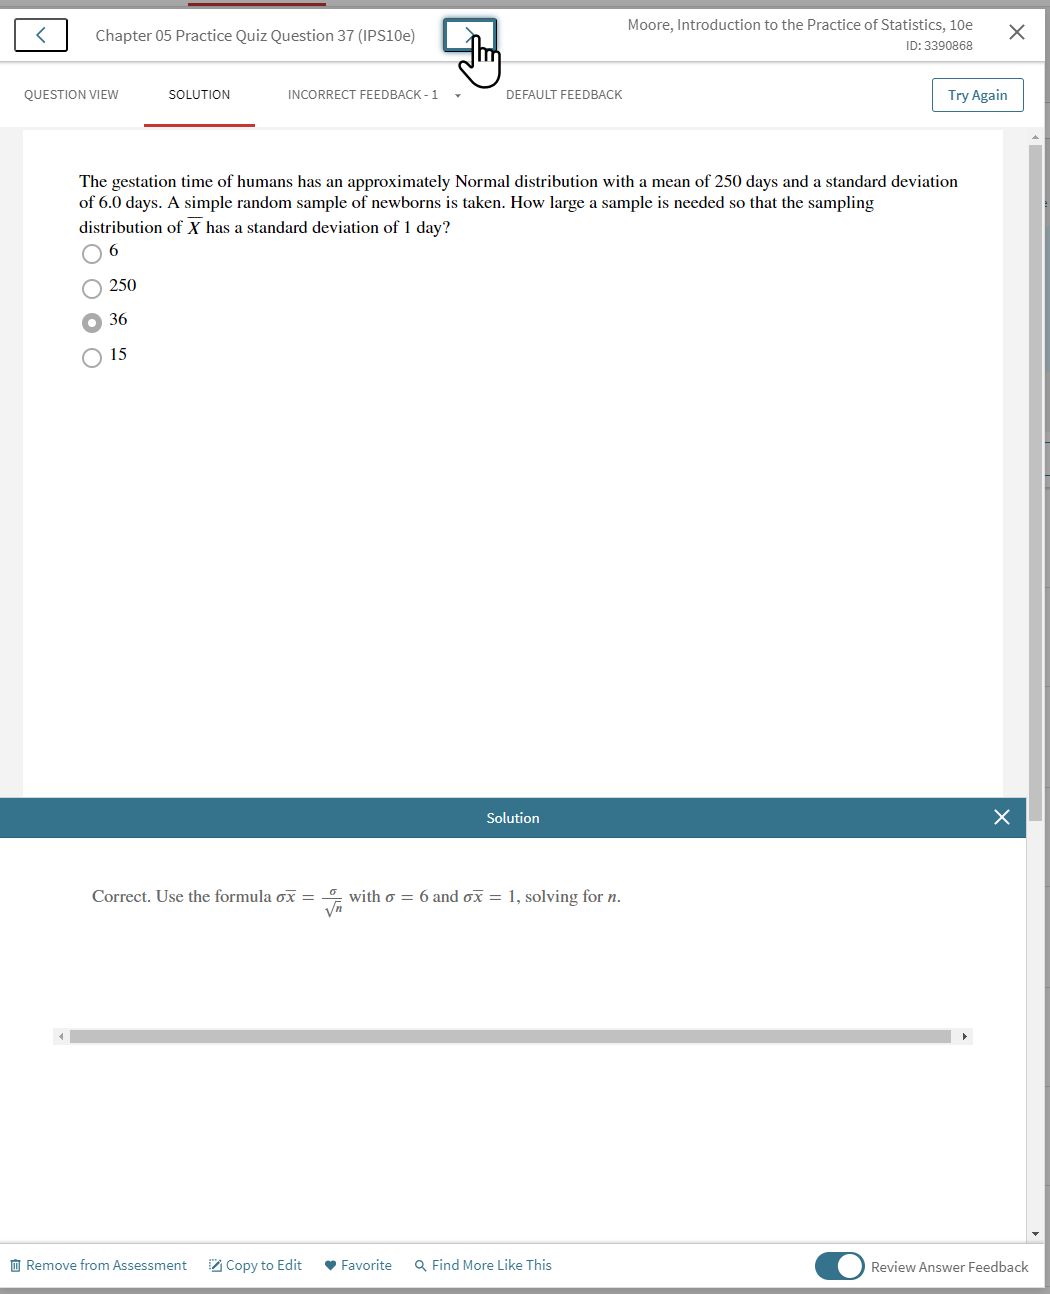 Chapter 05 Practice Quiz Question 37 (IPS10e)
Moore, Introduction to the Practice of Statistics, 10e
ID: 3390868
QUESTION VIEW
SOLUTION
INCORRECT FEEDBACK - 1
DEFAULT FEEDBACK
Try Again
The gestation time of humans has an approximately Normal distribution with a mean of 250 days and a standard deviation
of 6.0 days. A simple random sample of newborns is taken. How large a sample is needed so that the sampling
distribution of X̅ has a standard deviation of 1 day?
6
250
36
15
Solution
Correct. Use the formula σx̅ = σ/√n with σ = 6 and σx̅ = 1, solving for n.
Remove from Assessment
Copy to Edit
Favorite
Find More Like This
Review Answer Feedback